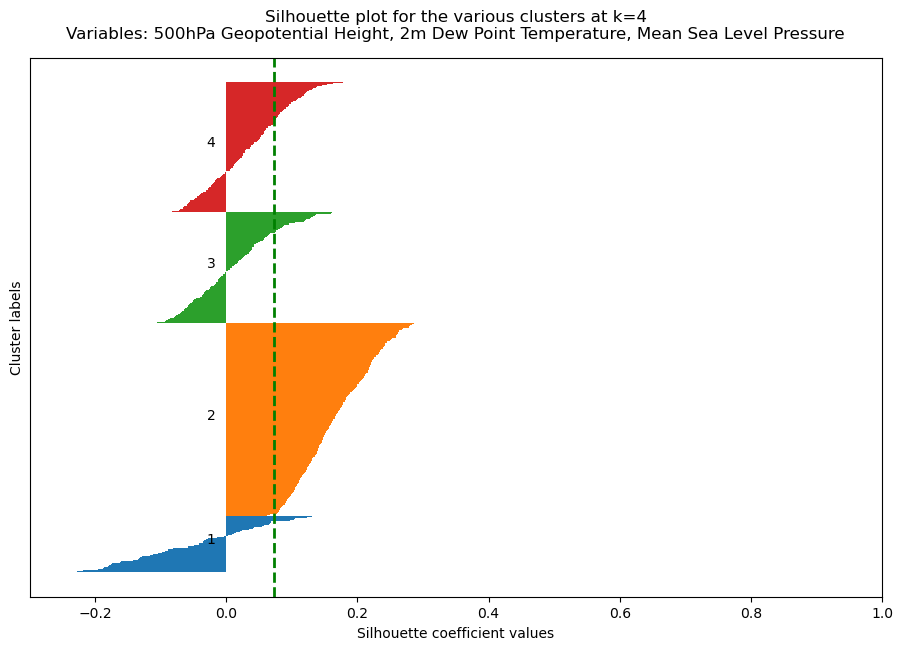 Silhouette plot for the various clusters at k=4
Variables: 500hPa Geopotential Height, 2m Dew Point Temperature, Mean Sea Level Pressure
Cluster labels
4
3
2
1
−0.2 0.0 0.2 0.4 0.6 0.8 1.0
Silhouette coefficient values